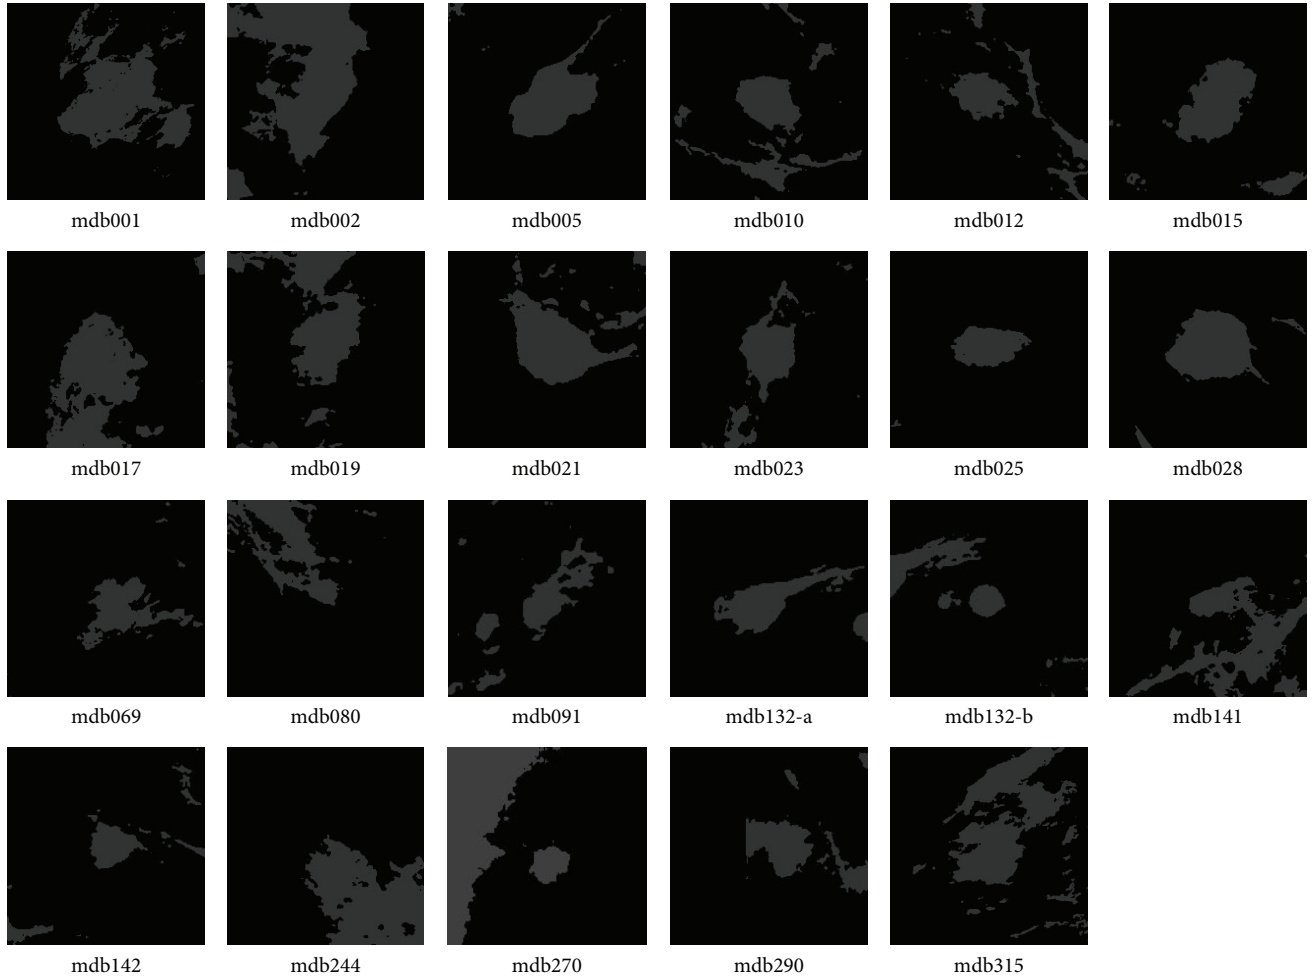 mdb001 mdb002 mdb005 mdb010 mdb012 mdb015
mdb017 mdb019 mdb021 mdb023 mdb025 mdb028
mdb069 mdb080 mdb091 mdb132-a mdb132-b mdb141
mdb142 mdb244 mdb270 mdb290 mdb315